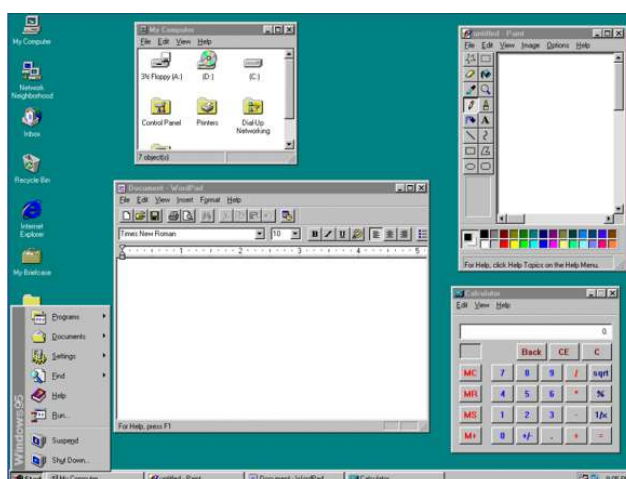 My Computer
Network
Neighborhood
Inbox
Recycle Bin
Internet
Explorer
My Briefcase
My Computer
File Edit View Help
3½ Floppy (A:) (D:) (C:)
Control Panel Printers Dial-Up
Networking
7 object(s)
untitled - Paint
File Edit View Image Options Help
A
For Help, click Help Topics on the Help Menu.
Document - WordPad
File Edit View Insert Format Help
Times New Roman 10 B I U
1 2 3 4 5
For Help, press F1
Calculator
Edit View Help
0.
Back CE C
MC 7 8 9 / sqrt
MR 4 5 6 * %
MS 1 2 3 - 1/x
M+ 0 +/- . + =
Windows95
Programs
Documents
Settings
Find
Help
Run...
Suspend
Shut Down...
Start My Computer untitled - Paint Document - WordPad Calculator